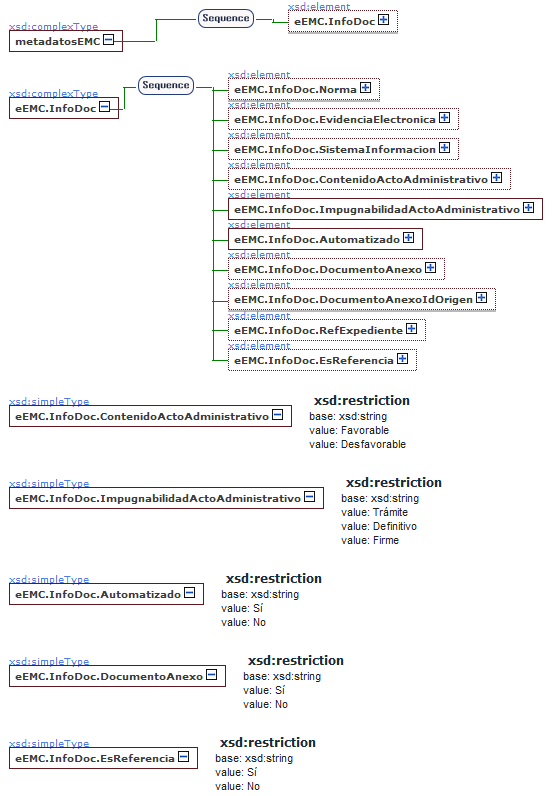 xsd:complexType
metadatosEMC
Sequence
xsd:element
eEMC.InfoDoc
xsd:complexType
eEMC.InfoDoc
Sequence
xsd:element
eEMC.InfoDoc.Norma
xsd:element
eEMC.InfoDoc.EvidenciaElectronica
xsd:element
eEMC.InfoDoc.SistemaInformacion
xsd:element
eEMC.InfoDoc.ContenidoActoAdministrativo
xsd:element
eEMC.InfoDoc.ImpugnabilidadActoAdministrativo
xsd:element
eEMC.InfoDoc.Automatizado
xsd:element
eEMC.InfoDoc.DocumentoAnexo
xsd:element
eEMC.InfoDoc.DocumentoAnexoIdOrigen
xsd:element
eEMC.InfoDoc.RefExpediente
xsd:element
eEMC.InfoDoc.EsReferencia
xsd:simpleType
eEMC.InfoDoc.ContenidoActoAdministrativo
xsd:restriction
base: xsd:string
value: Favorable
value: Desfavorable
xsd:simpleType
eEMC.InfoDoc.ImpugnabilidadActoAdministrativo
xsd:restriction
base: xsd:string
value: Trámite
value: Definitivo
value: Firme
xsd:simpleType
eEMC.InfoDoc.Automatizado
xsd:restriction
base: xsd:string
value: Sí
value: No
xsd:simpleType
eEMC.InfoDoc.DocumentoAnexo
xsd:restriction
base: xsd:string
value: Sí
value: No
xsd:simpleType
eEMC.InfoDoc.EsReferencia
xsd:restriction
base: xsd:string
value: Sí
value: No